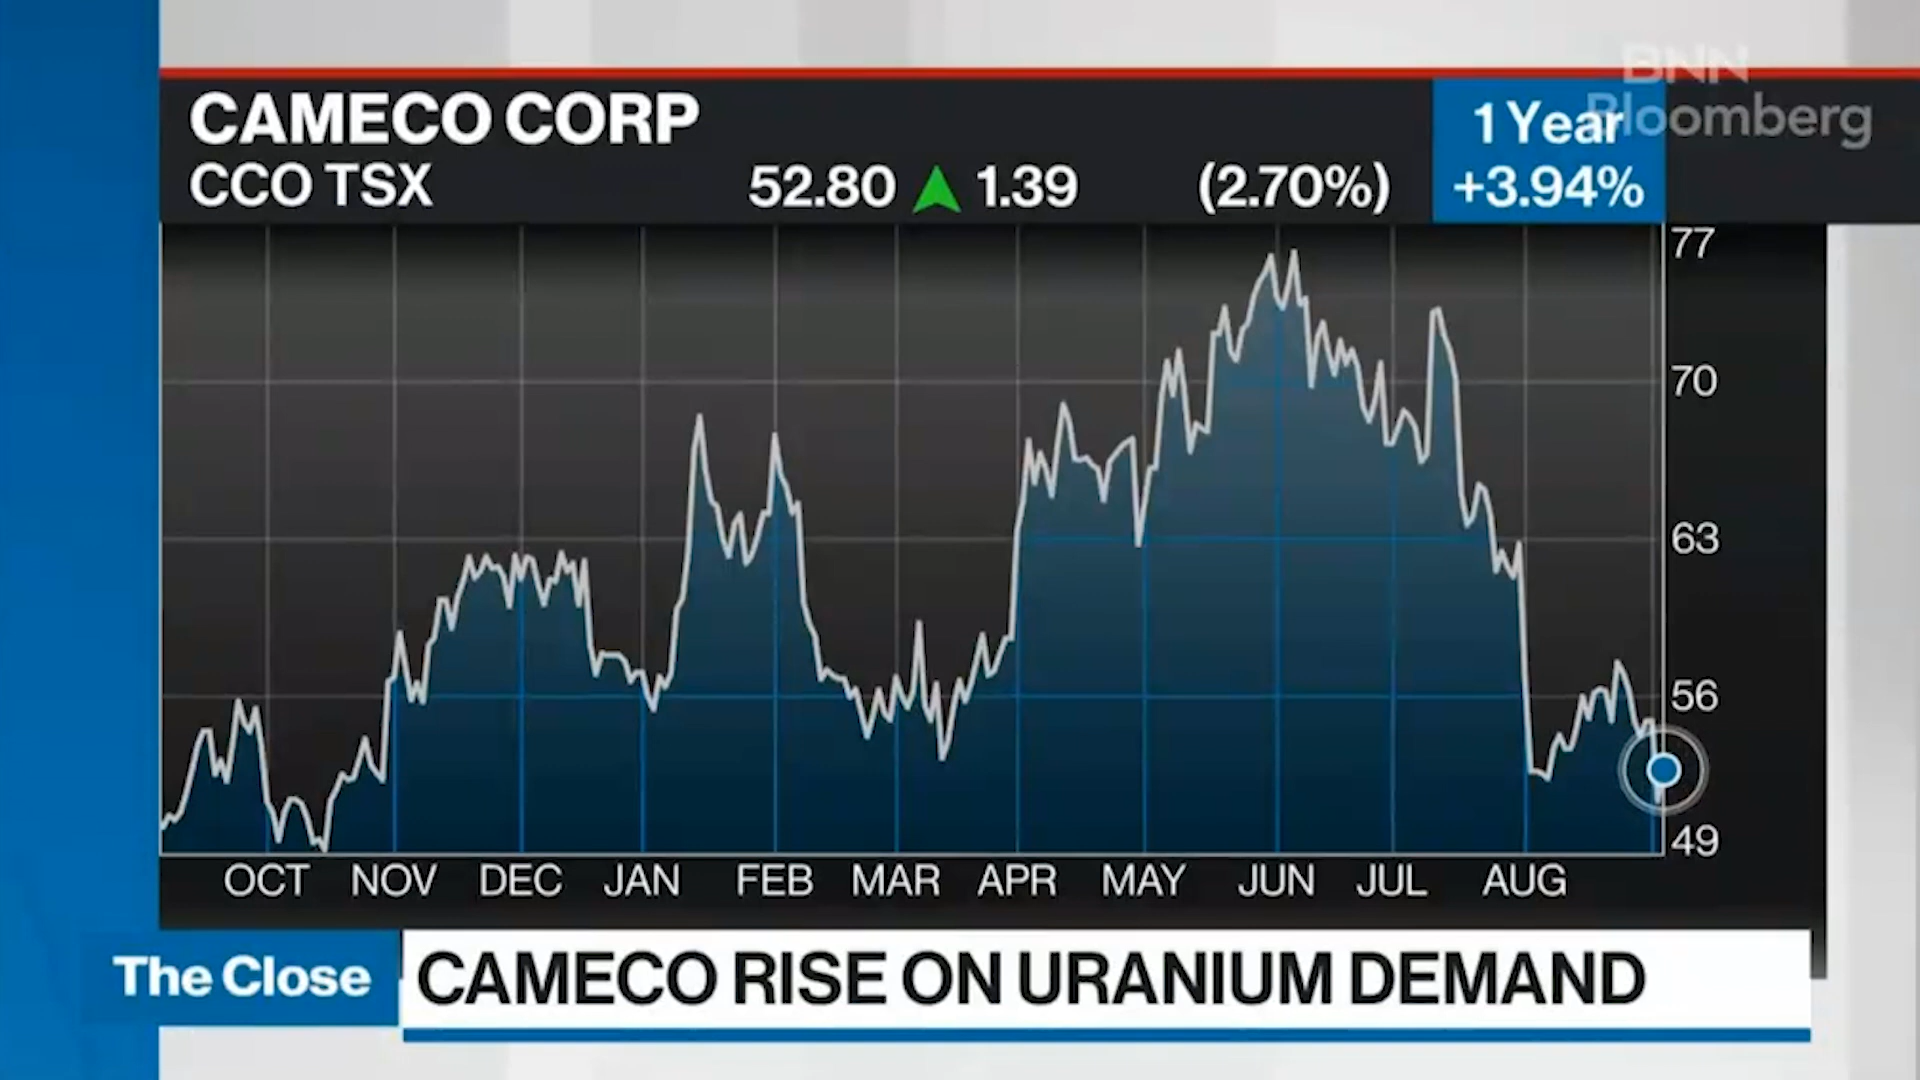 BNN
Bloomberg
CAMECO CORP
CCO TSX
52.80 ▲ 1.39 (2.70%)
1 Year
+3.94%
77
70
63
56
49
OCT NOV DEC JAN FEB MAR APR MAY JUN JUL AUG
The Close
CAMECO RISE ON URANIUM DEMAND